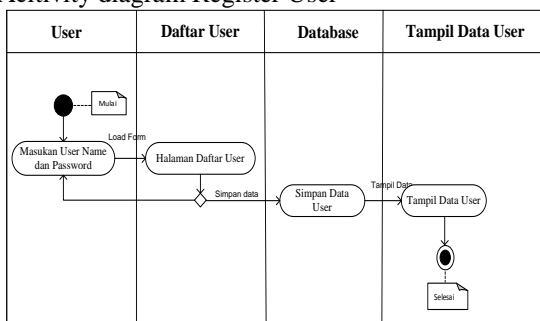 Activity diagram Register User
User
Daftar User
Database
Tampil Data User
Mulai
Load Form
Masukan User Name
dan Password
Halaman Daftar User
Simpan data
Simpan Data
User
Tampil Data
Tampil Data User
Selesai